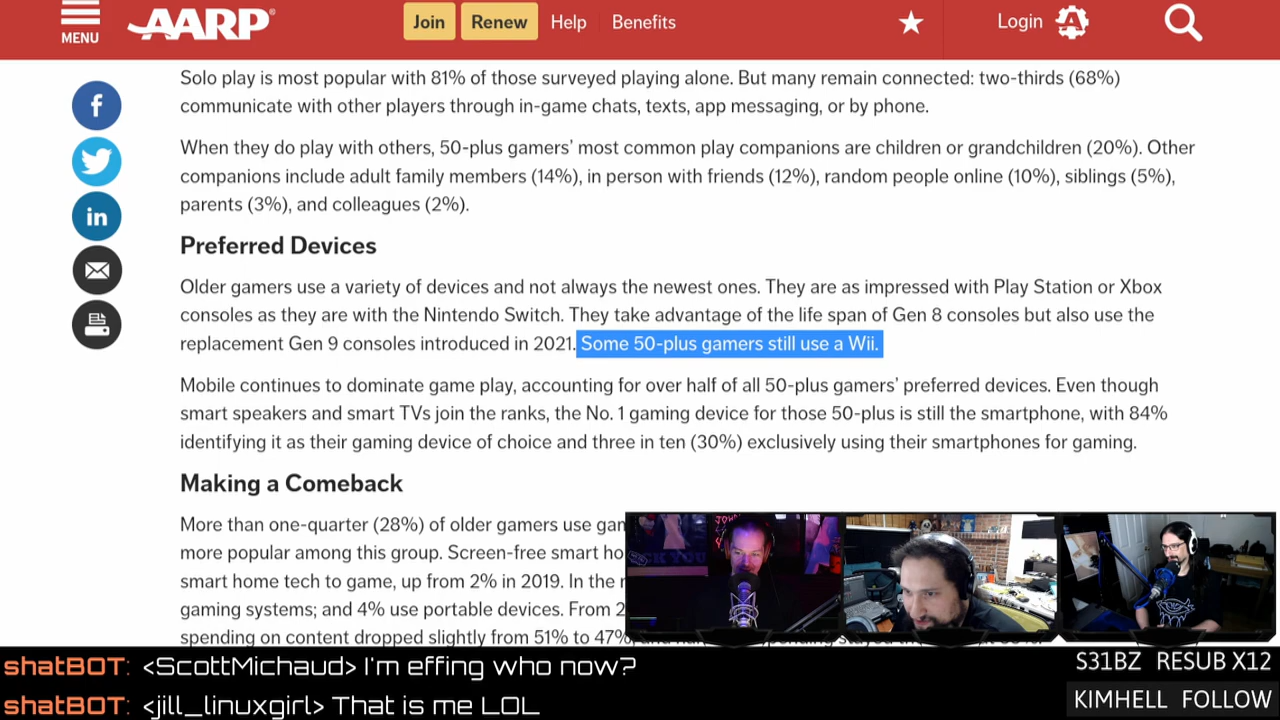 MENU
AARP®
Join
Renew
Help
Benefits
Login
Solo play is most popular with 81% of those surveyed playing alone. But many remain connected: two-thirds (68%)
communicate with other players through in-game chats, texts, app messaging, or by phone.
When they do play with others, 50-plus gamers' most common play companions are children or grandchildren (20%). Other
companions include adult family members (14%), in person with friends (12%), random people online (10%), siblings (5%),
parents (3%), and colleagues (2%).
Preferred Devices
Older gamers use a variety of devices and not always the newest ones. They are as impressed with Play Station or Xbox
consoles as they are with the Nintendo Switch. They take advantage of the life span of Gen 8 consoles but also use the
replacement Gen 9 consoles introduced in 2021. Some 50-plus gamers still use a Wii.
Mobile continues to dominate game play, accounting for over half of all 50-plus gamers' preferred devices. Even though
smart speakers and smart TVs join the ranks, the No. 1 gaming device for those 50-plus is still the smartphone, with 84%
identifying it as their gaming device of choice and three in ten (30%) exclusively using their smartphones for gaming.
Making a Comeback
More than one-quarter (28%) of older gamers use gan
more popular among this group. Screen-free smart ho
smart home tech to game, up from 2% in 2019. In the
gaming systems; and 4% use portable devices. From 2
spending on content dropped slightly from 51% to 47%
shatBOT: <ScottMichaud> I'm effing who now?
shatBOT: <jill_linuxgirl> That is me LOL
S31BZ RESUB X12
KIMHELL FOLLOW